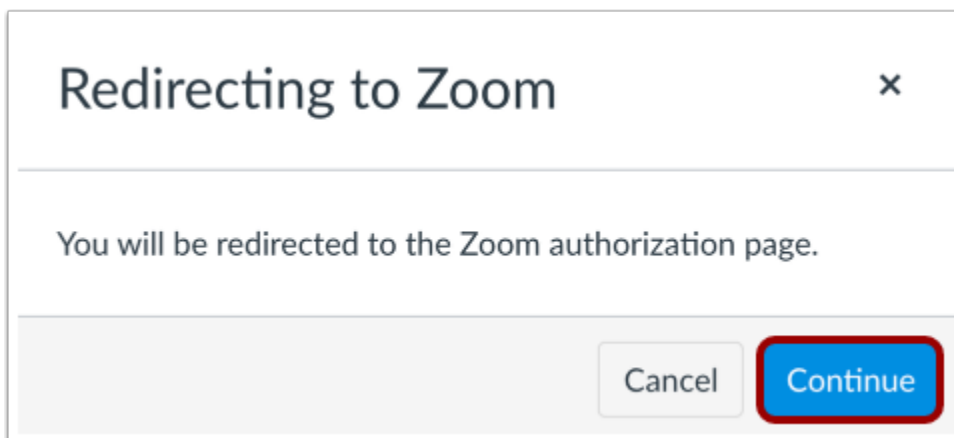 Redirecting to Zoom
You will be redirected to the Zoom authorization page.
Cancel Continue